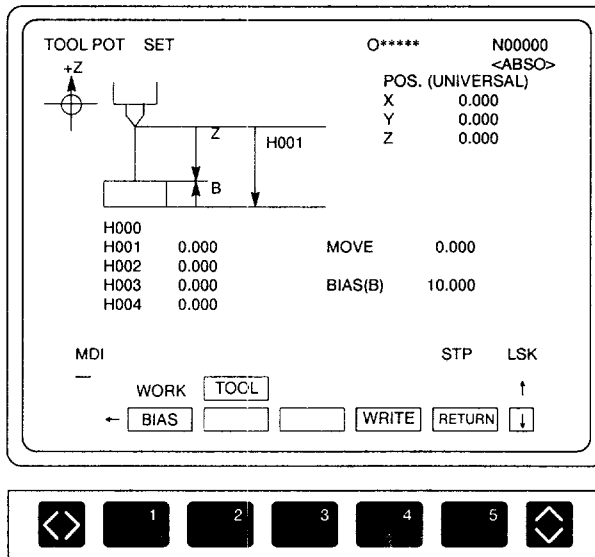 TOOL POT SET O***** N00000
<ABSO>
+Z
POS. (UNIVERSAL)
X 0.000
Y 0.000
Z 0.000
Z H001
B
H000
H001 0.000 MOVE 0.000
H002 0.000
H003 0.000 BIAS(B) 10.000
H004 0.000
MDI STP LSK
WORK TOOL ↑
← BIAS WRITE RETURN ↓
1 2 3 4 5